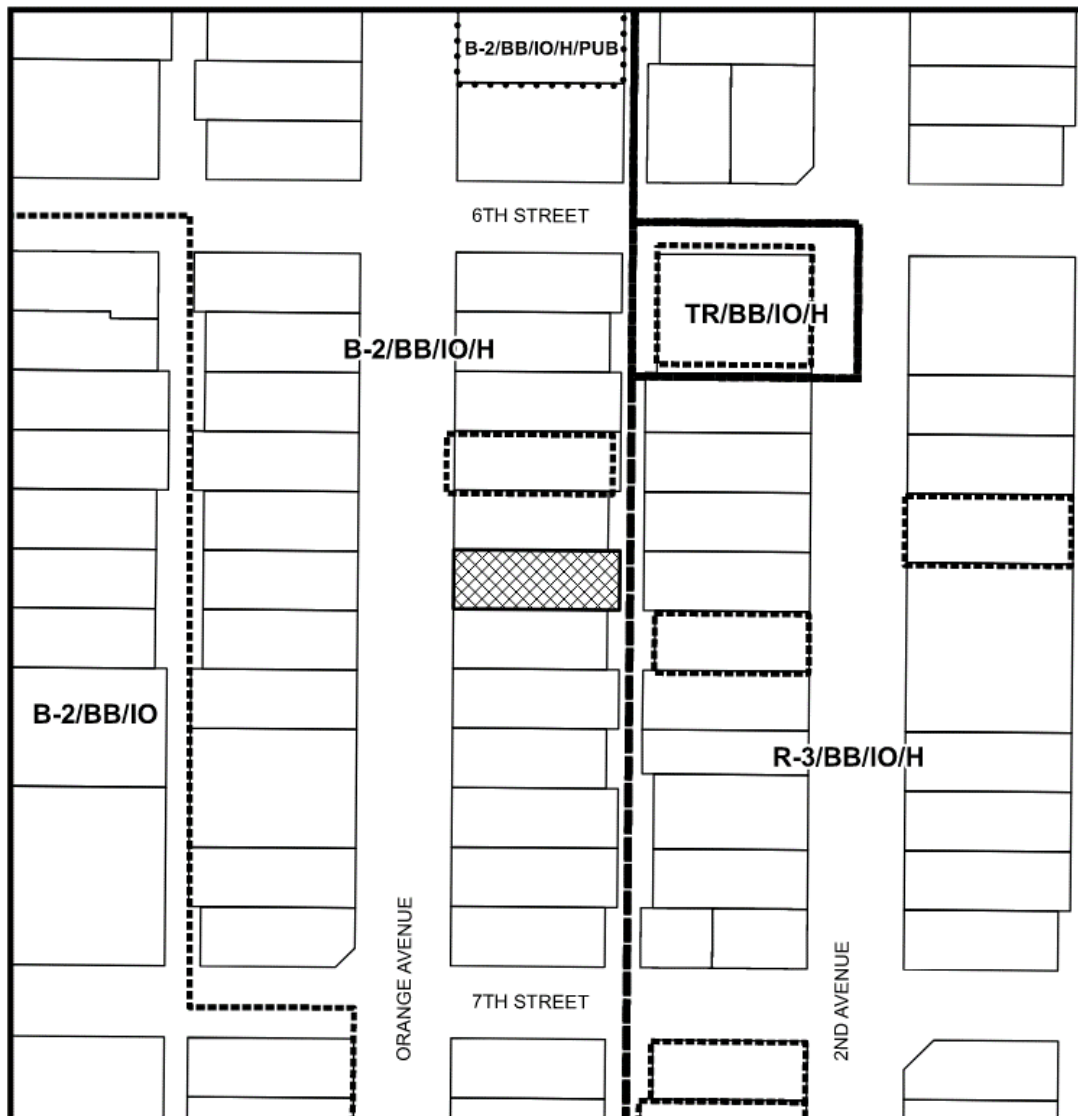 B-2/BB/IO/H/PUB
6TH STREET
TR/BB/IO/H
B-2/BB/IO/H
B-2/BB/IO
R-3/BB/IO/H
ORANGE AVENUE
7TH STREET
2ND AVENUE